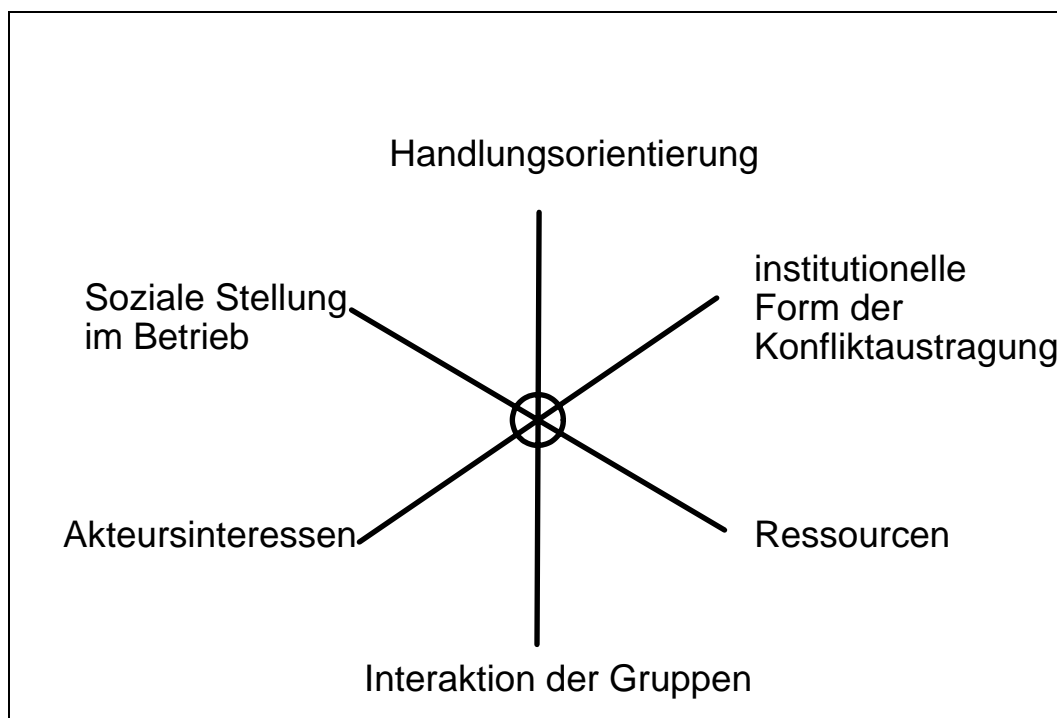 Handlungsorientierung
Soziale Stellung
im Betrieb
institutionelle
Form der
Konfliktaustragung
Akteursinteressen
Ressourcen
Interaktion der Gruppen